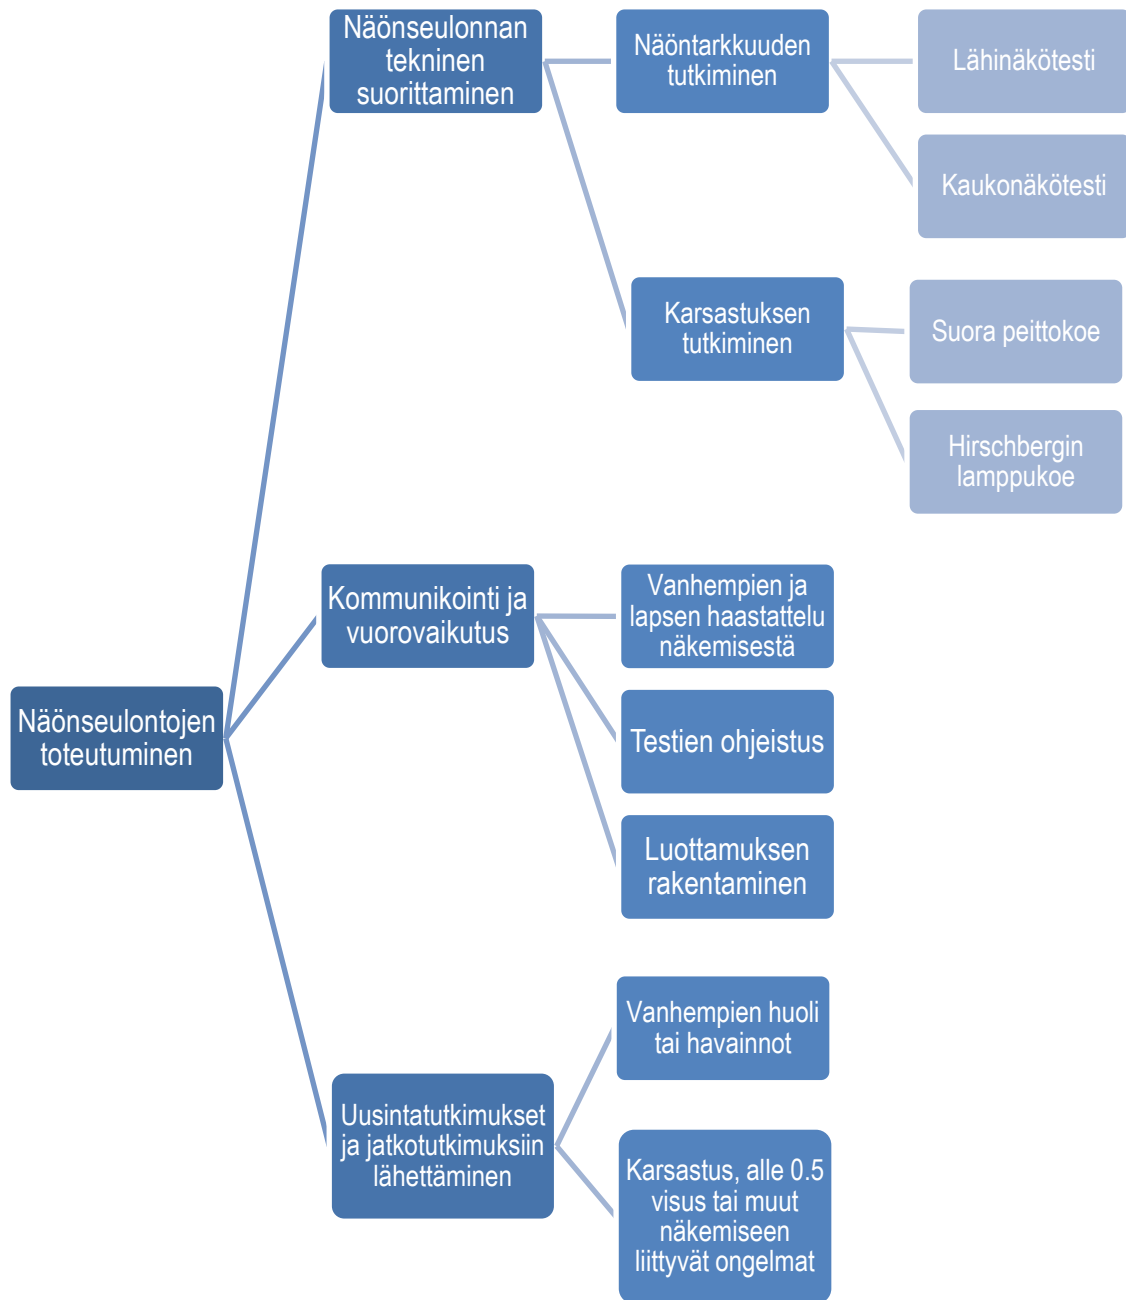 Näönseulonnan
tekninen
suorittaminen
Näöntarkkuuden
tutkiminen
Lähinäkötesti
Kaukonäkötesti
Karsastuksen
tutkiminen
Suora peittokoe
Hirschbergin
lamppukoe
Kommunikointi ja
vuorovaikutus
Vanhempien ja
lapsen haastattelu
näkemisestä
Näönseulontojen
toteutuminen
Testien ohjeistus
Luottamuksen
rakentaminen
Vanhempien huoli
tai havainnot
Uusintatutkimukset
ja jatkotutkimuksiin
lähettäminen
Karsastus, alle 0.5
visus tai muut
näkemiseen
liittyvät ongelmat